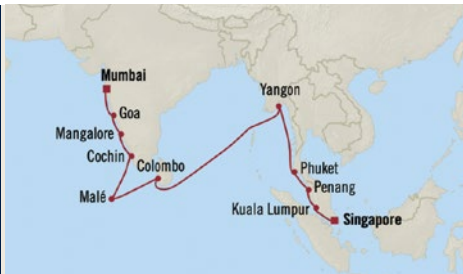 Mumbai
Yangon
Goa
Mangalore
Cochin
Colombo
Phuket
Penang
Malé
Kuala Lumpur
Singapore